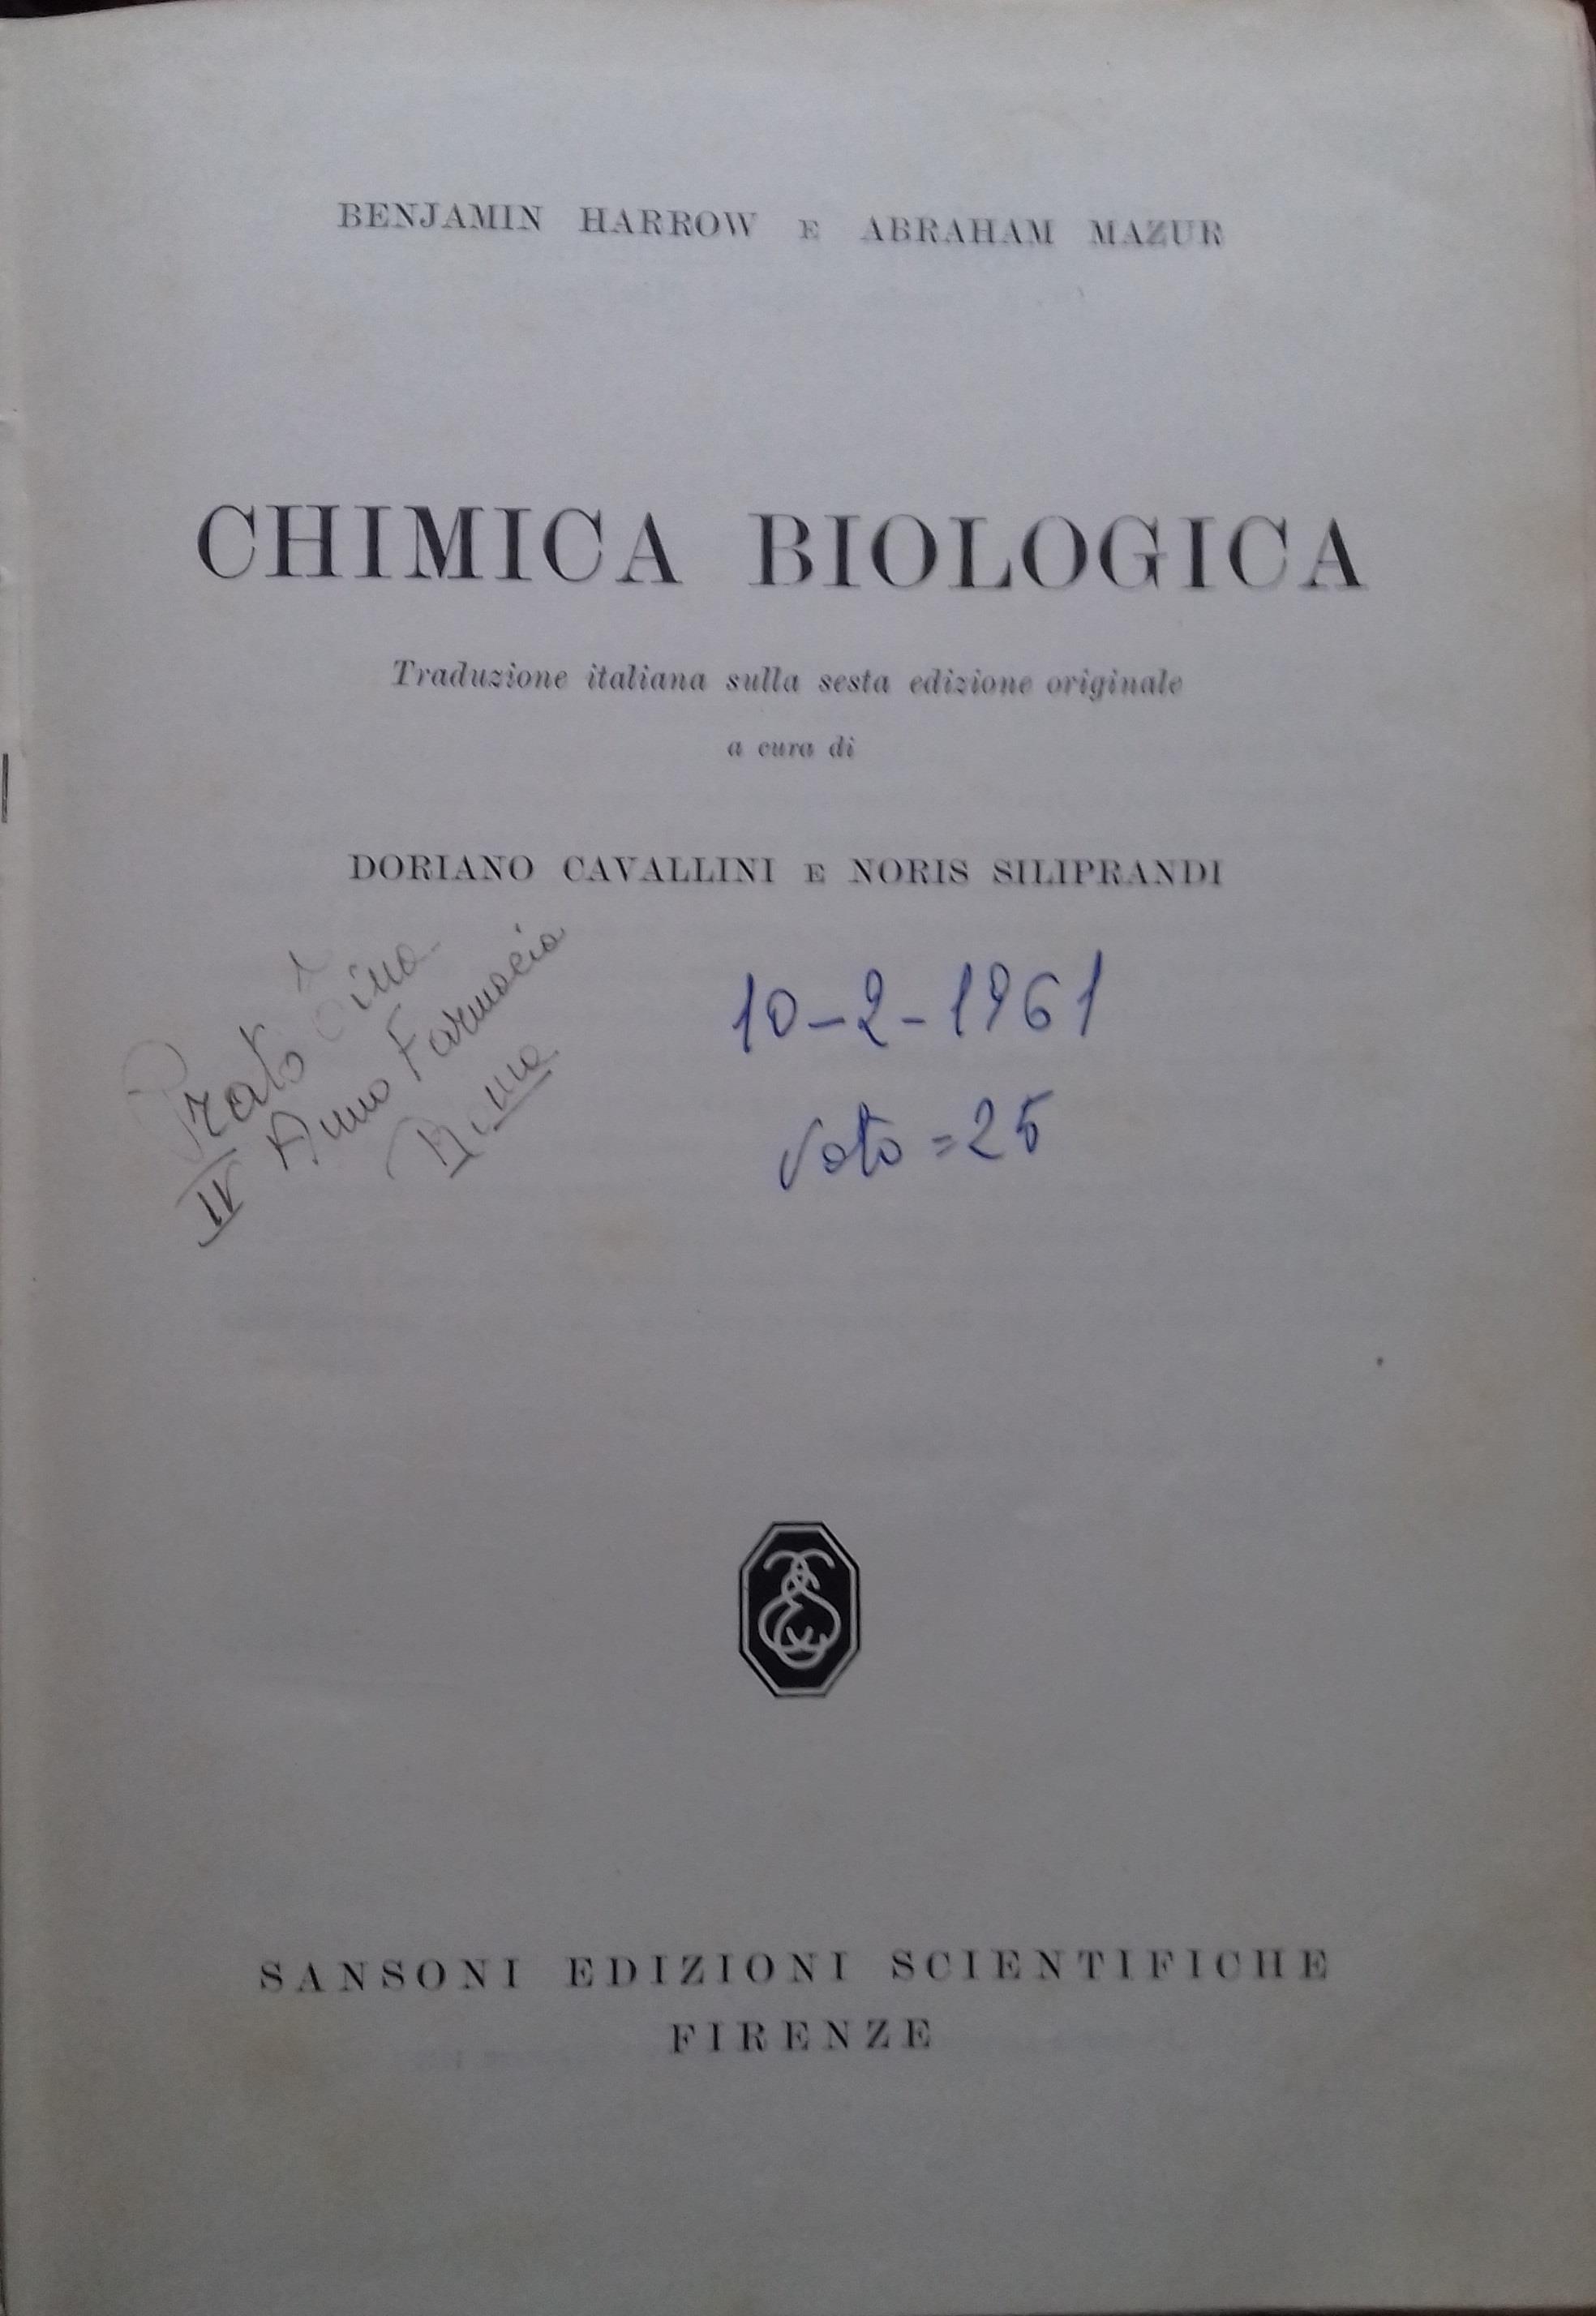 BENJAMIN HARROW E ABRAHAM MAZUR
CHIMICA BIOLOGICA
Traduzione italiana sulla sesta edizione originale
a cura di
DORIANO CAVALLINI E NORIS SILIPRANDI
Prato
IV Anno Farmacia
Roma
10-2-1961
Voto = 25
SANSONI EDIZIONI SCIENTIFICHE
FIRENZE